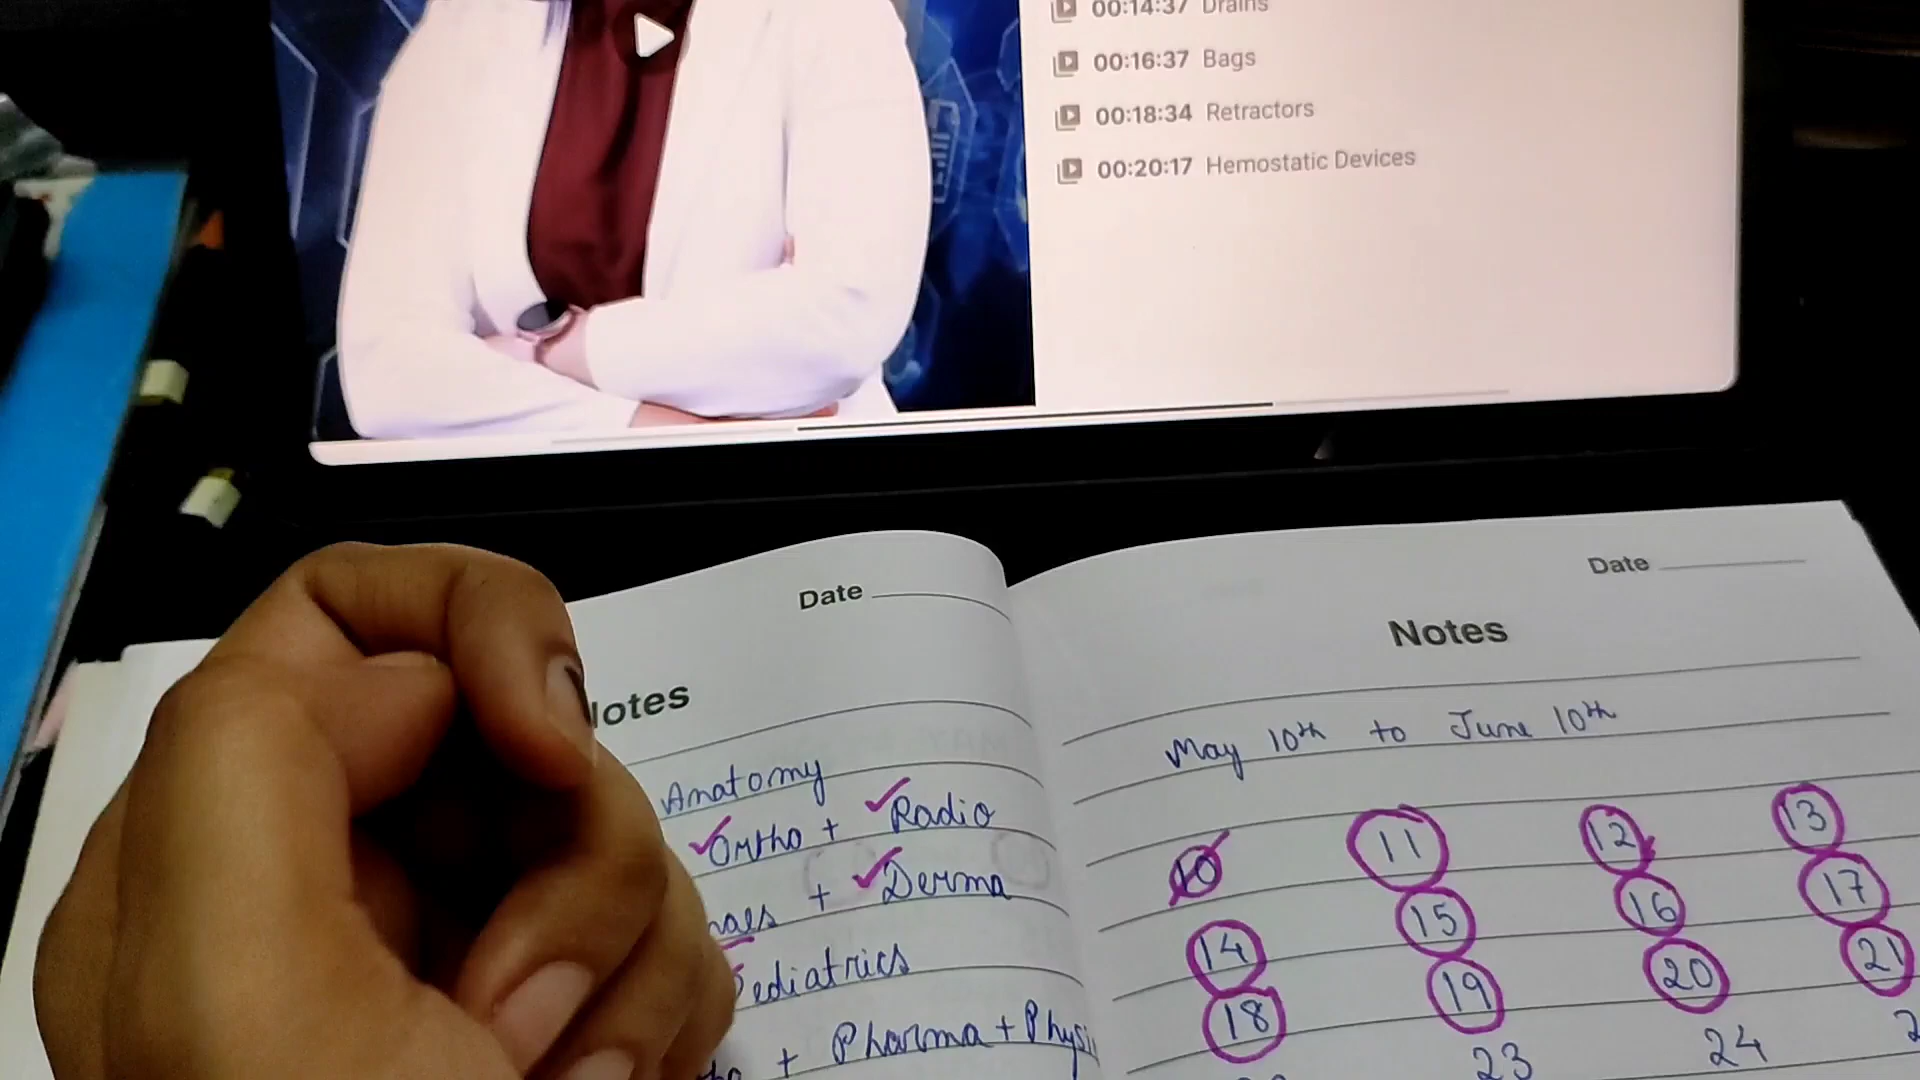 00:14:37 Drains
00:16:37 Bags
00:18:34 Retractors
00:20:17 Hemostatic Devices
Date
Notes
Anatomy
Ortho + Radio
+ Derma
Pediatrics
+ Pharma + Physi
Date
Notes
May 10th to June 10th
10 11 12 13
14 15 16 17
18 19 20 21
23 24